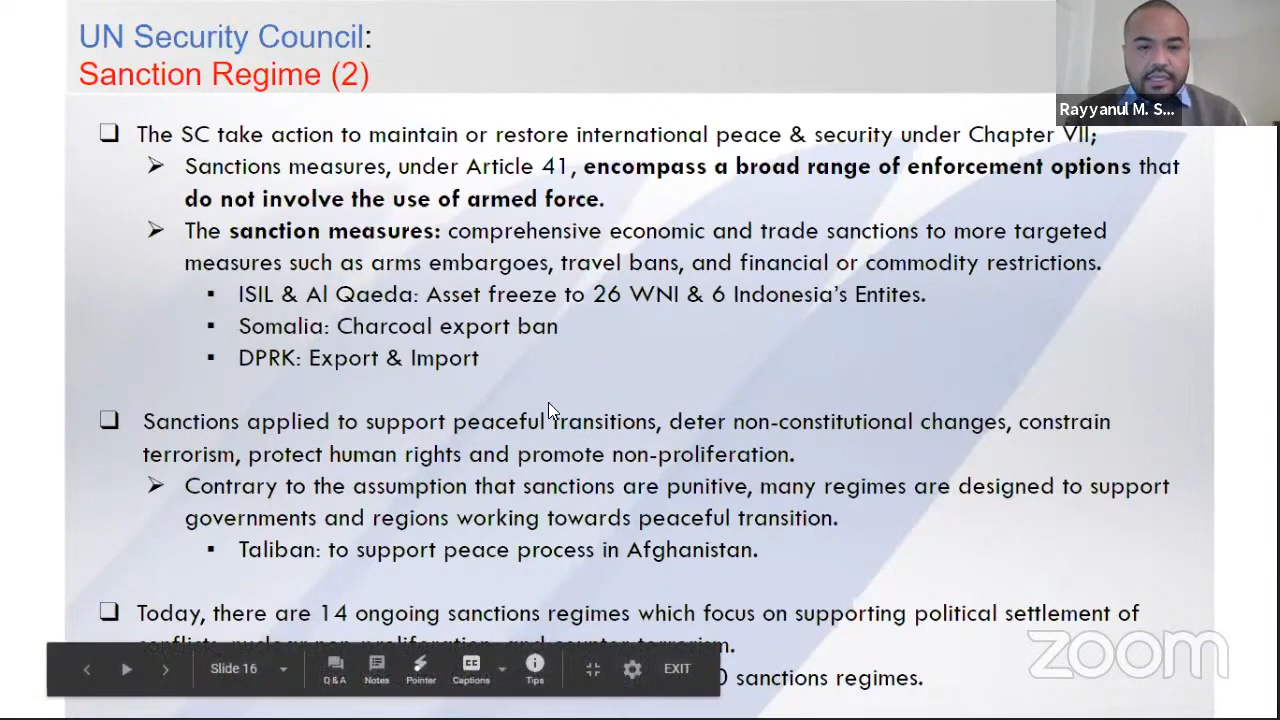 UN Security Council:
Sanction Regime (2)
Rayyanul M. S...
❑ The SC take action to maintain or restore international peace & security under Chapter VII;
➢ Sanctions measures, under Article 41, encompass a broad range of enforcement options that
do not involve the use of armed force.
➢ The sanction measures: comprehensive economic and trade sanctions to more targeted
measures such as arms embargoes, travel bans, and financial or commodity restrictions.
▪ ISIL & Al Qaeda: Asset freeze to 26 WNI & 6 Indonesia's Entites.
▪ Somalia: Charcoal export ban
▪ DPRK: Export & Import
❑ Sanctions applied to support peaceful transitions, deter non-constitutional changes, constrain
terrorism, protect human rights and promote non-proliferation.
➢ Contrary to the assumption that sanctions are punitive, many regimes are designed to support
governments and regions working towards peaceful transition.
▪ Taliban: to support peace process in Afghanistan.
❑ Today, there are 14 ongoing sanctions regimes which focus on supporting political settlement of
conflicts, nuclear non-proliferation, and counter-terrorism.
0 sanctions regimes.
Slide 16
Q & A
Notes
Pointer
Captions
Tips
EXIT
zoom